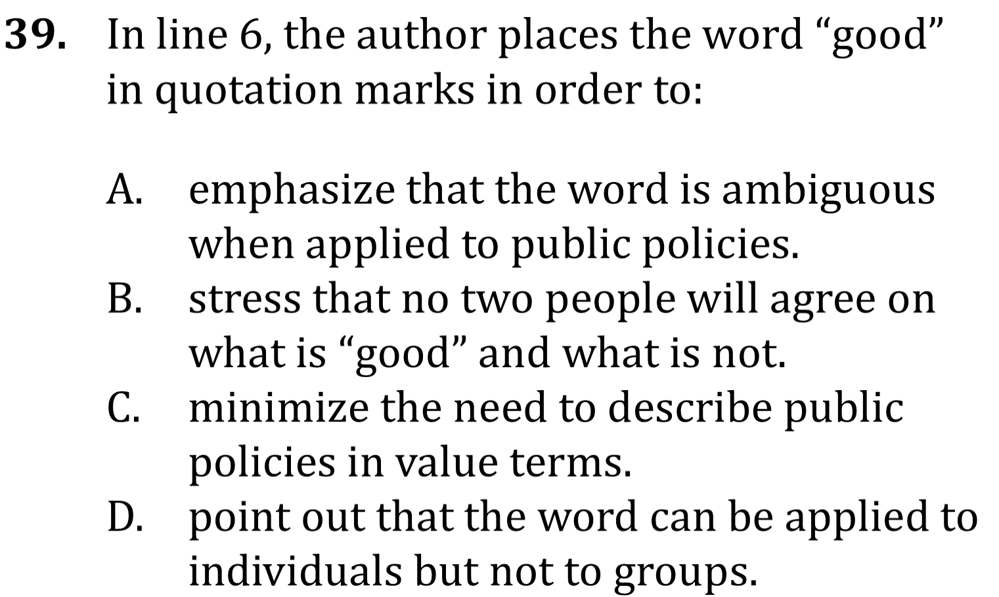 39. In line 6, the author places the word “good”
in quotation marks in order to:
A. emphasize that the word is ambiguous
when applied to public policies.
B. stress that no two people will agree on
what is “good” and what is not.
C. minimize the need to describe public
policies in value terms.
D. point out that the word can be applied to
individuals but not to groups.